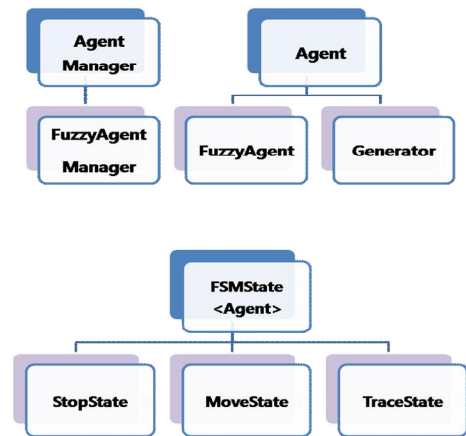 Agent
Manager
Agent
FuzzyAgent
Manager
FuzzyAgent
Generator
FSMState
<Agent>
StopState
MoveState
TraceState